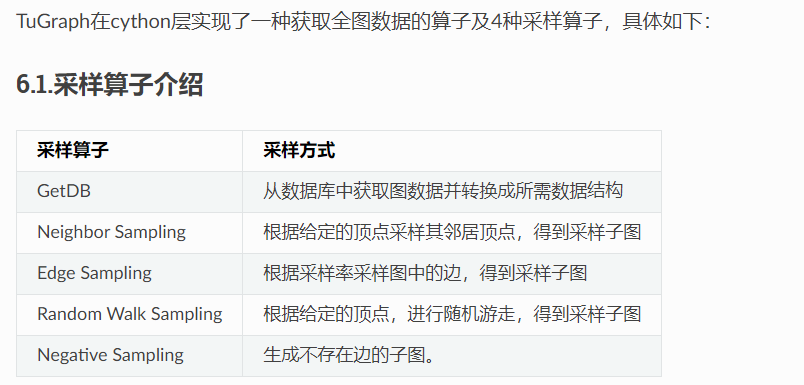 TuGraph在cython层实现了一种获取全图数据的算子及4种采样算子，具体如下：
6.1.采样算子介绍
采样算子 采样方式
GetDB 从数据库中获取图数据并转换成所需数据结构
Neighbor Sampling 根据给定的顶点采样其邻居顶点，得到采样子图
Edge Sampling 根据采样率采样图中的边，得到采样子图
Random Walk Sampling 根据给定的顶点，进行随机游走，得到采样子图
Negative Sampling 生成不存在边的子图。